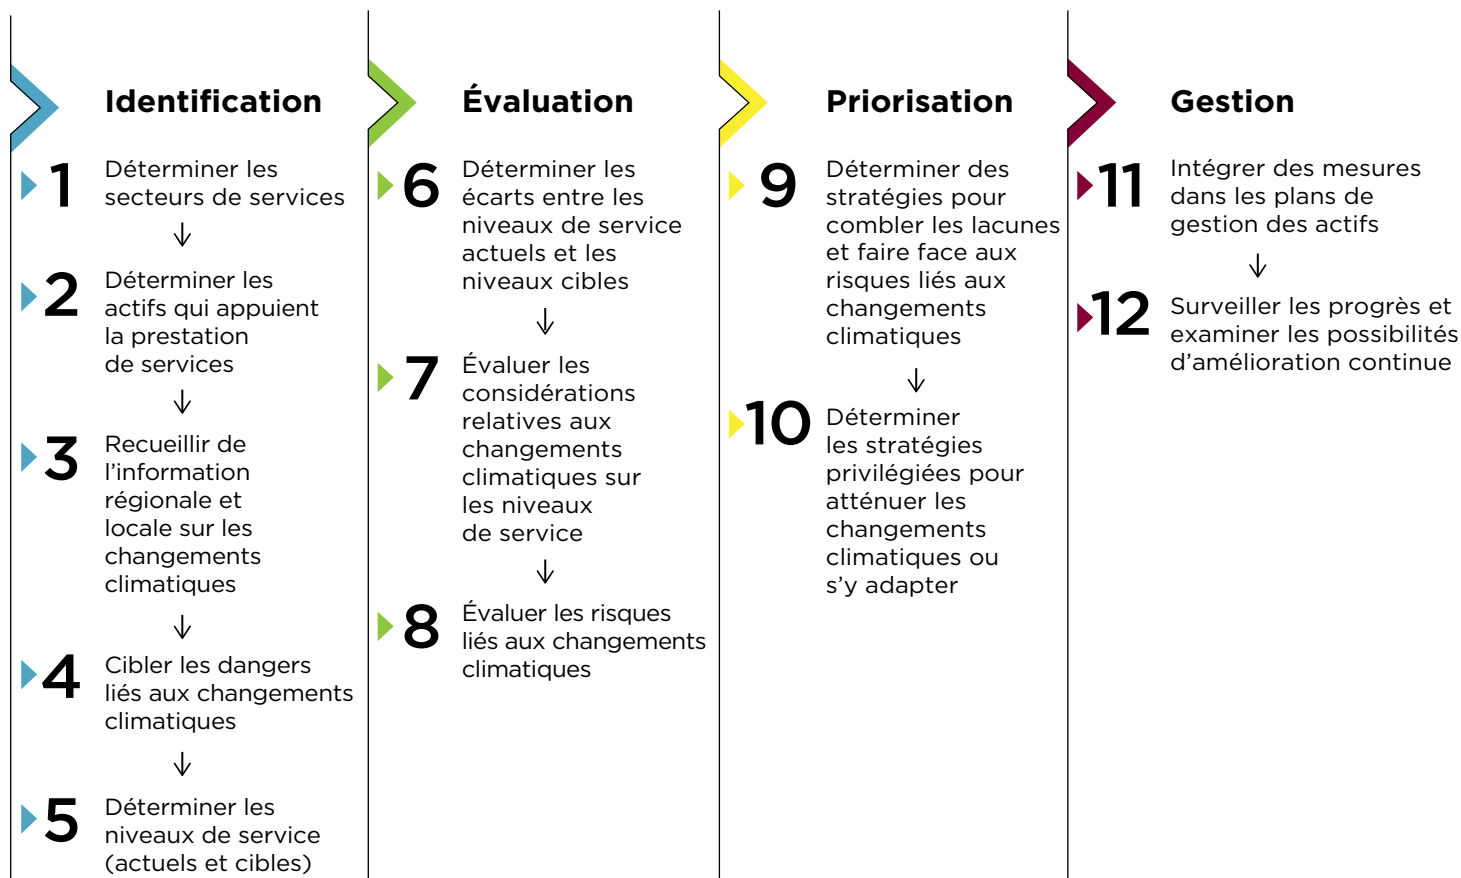 Identification
1
Déterminer les
secteurs de services
2
Déterminer les
actifs qui appuient
la prestation
de services
3
Recueillir de
l’information
régionale et
locale sur les
changements
climatiques
4
Cibler les dangers
liés aux changements
climatiques
5
Déterminer les
niveaux de service
(actuels et cibles)
Évaluation
6
Déterminer les
écarts entre les
niveaux de service
actuels et les
niveaux cibles
7
Évaluer les
considérations
relatives aux
changements
climatiques sur
les niveaux
de service
8
Évaluer les risques
liés aux changements
climatiques
Priorisation
9
Déterminer des
stratégies pour
combler les lacunes
et faire face aux
risques liés aux
changements
climatiques
10
Déterminer
les stratégies
privilégiées pour
atténuer les
changements
climatiques ou
s’y adapter
Gestion
11
Intégrer des mesures
dans les plans de
gestion des actifs
12
Surveiller les progrès et
examiner les possibilités
d’amélioration continue